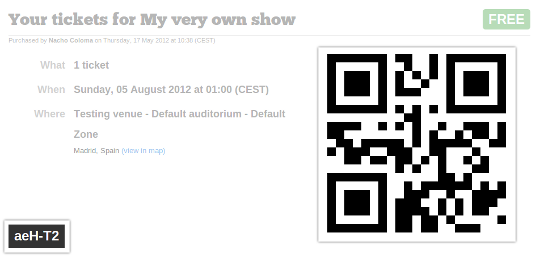 Your tickets for My very own show
FREE
Purchased by Nacho Coloma on Thursday, 17 May 2012 at 10:30 (CEST)
What 1 ticket
When Sunday, 05 August 2012 at 01:00 (CEST)
Where Testing venue - Default auditorium - Default
Zone
Madrid, Spain (view in map)
aeH-T2